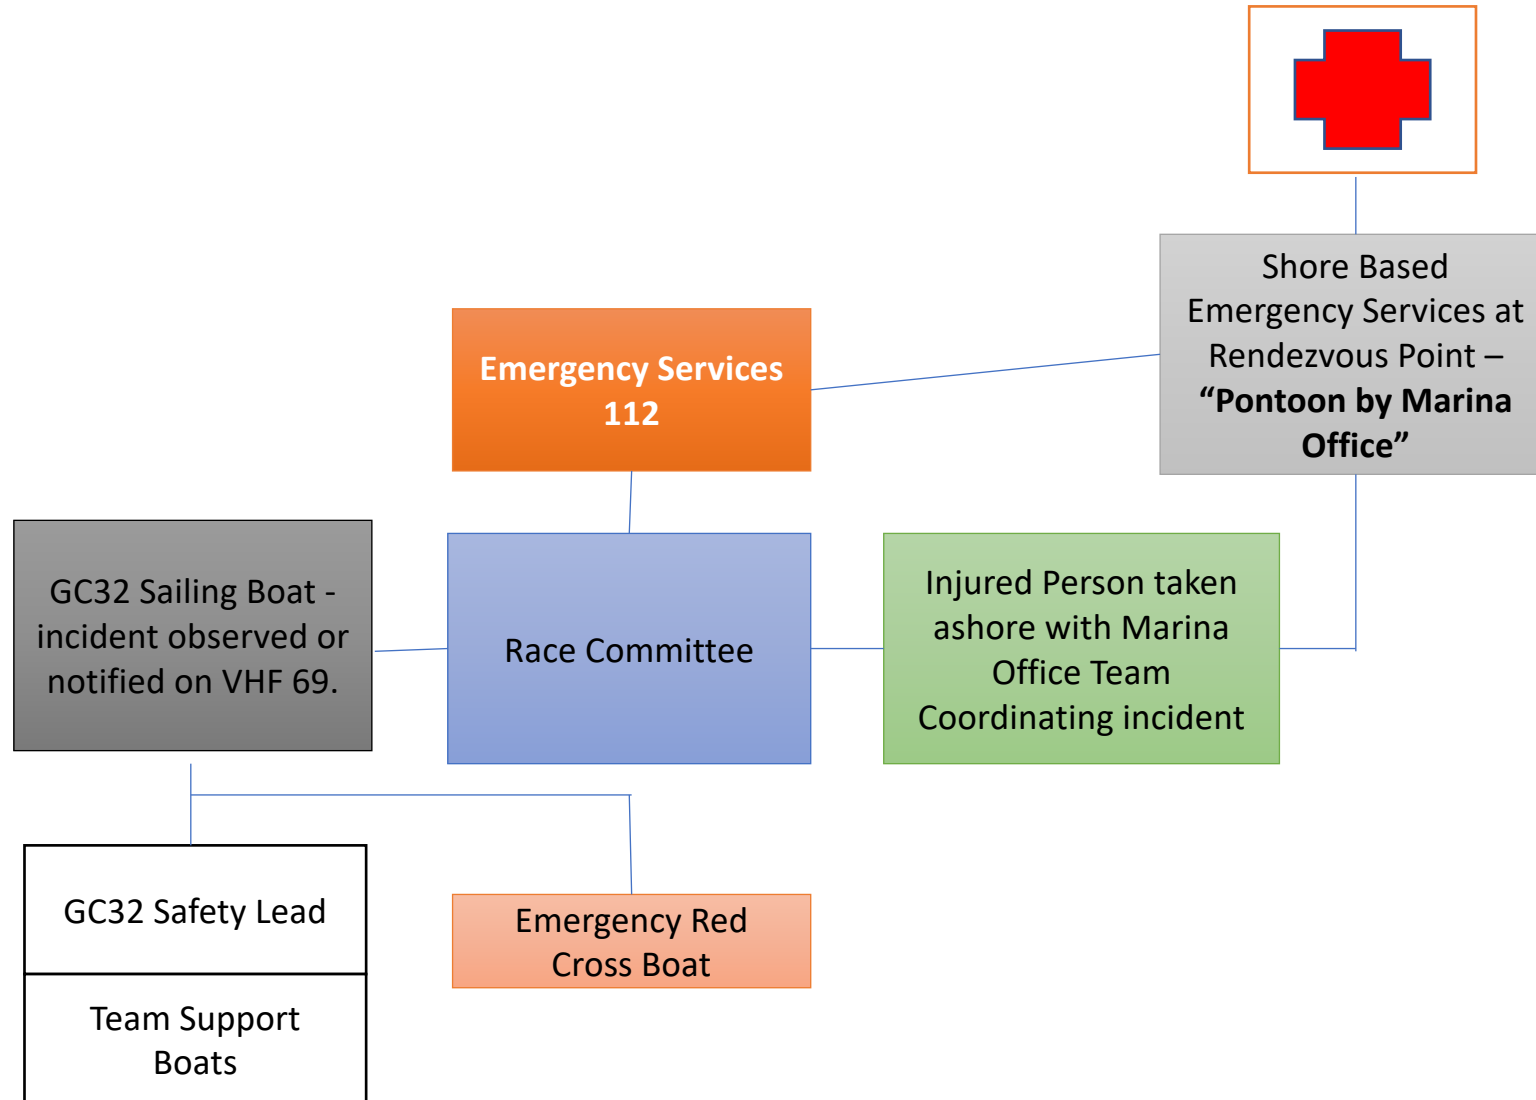 Shore Based
Emergency Services at
Rendezvous Point –
“Pontoon by Marina
Office”
Emergency Services
112
GC32 Sailing Boat -
incident observed or
notified on VHF 69.
Race Committee
Injured Person taken
ashore with Marina
Office Team
Coordinating incident
GC32 Safety Lead
Emergency Red
Cross Boat
Team Support
Boats